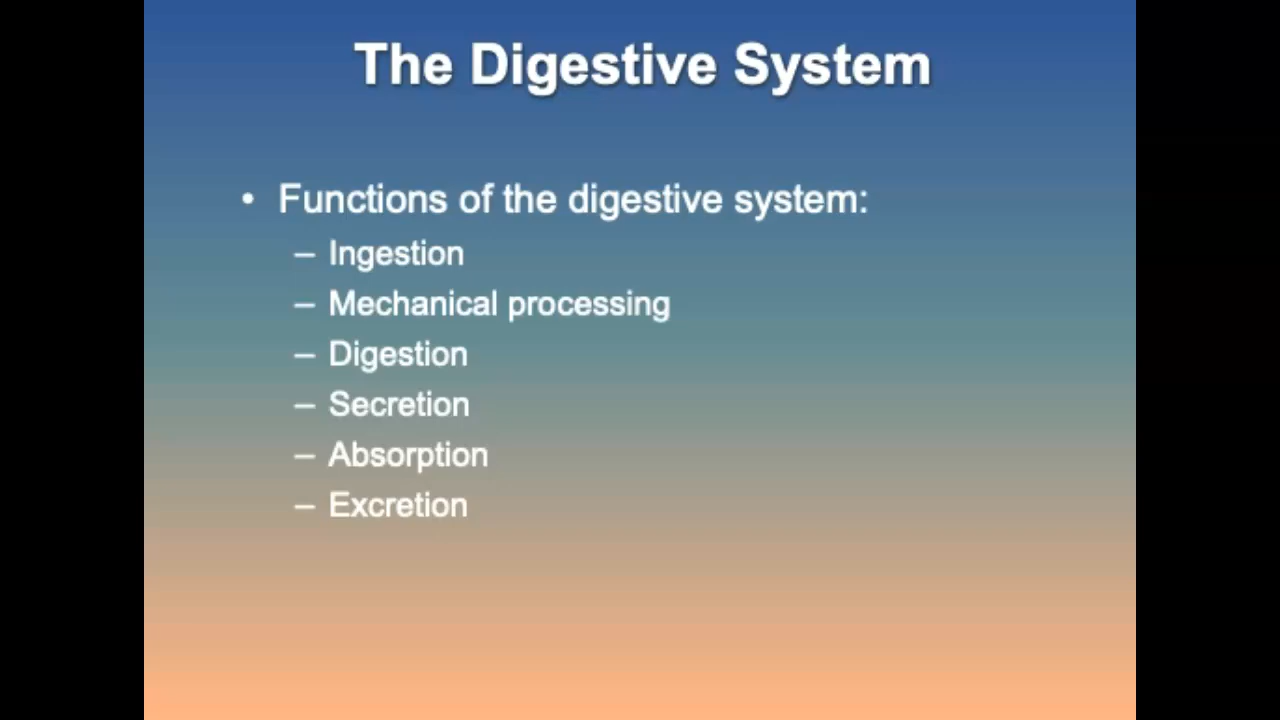 The Digestive System
• Functions of the digestive system:
– Ingestion
– Mechanical processing
– Digestion
– Secretion
– Absorption
– Excretion